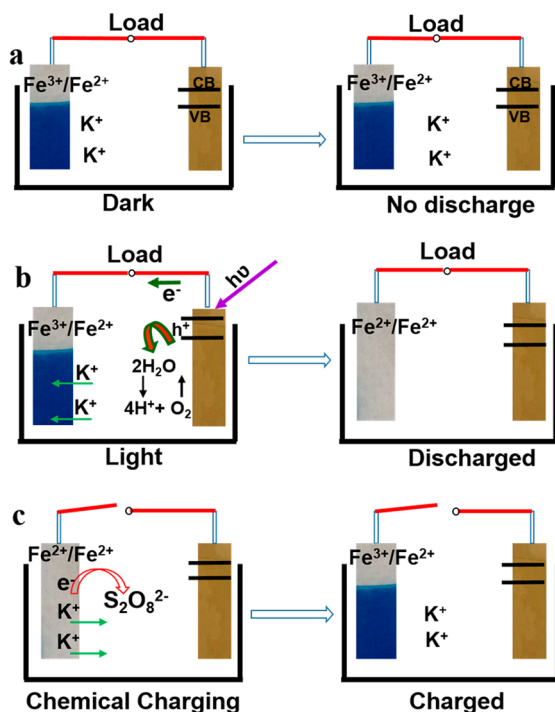 a
Load
Load
Fe³⁺/Fe²⁺
CB
VB
K⁺
K⁺
Fe³⁺/Fe²⁺
CB
VB
K⁺
K⁺
Dark
No discharge
b
Load
Load
e⁻
hυ
Fe³⁺/Fe²⁺
h⁺
K⁺
K⁺
2H₂O
4H⁺+ O₂
Fe²⁺/Fe²⁺
Light
Discharged
c
Fe²⁺/Fe²⁺
e⁻
S₂O₈²⁻
K⁺
K⁺
Fe³⁺/Fe²⁺
K⁺
K⁺
Chemical Charging
Charged